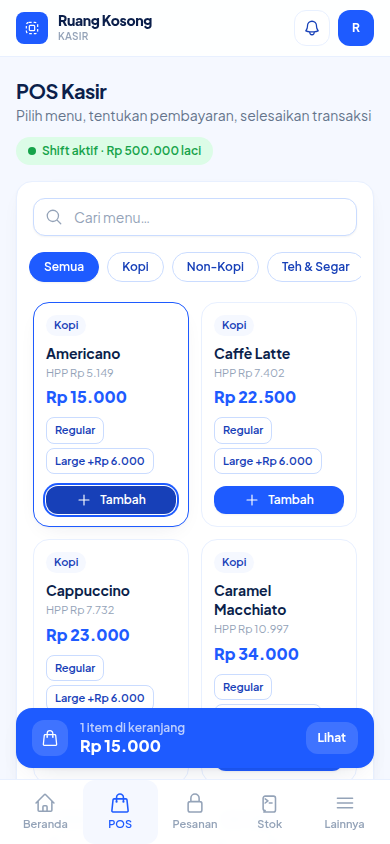 Ruang Kosong
KASIR
R
POS Kasir
Pilih menu, tentukan pembayaran, selesaikan transaksi
Shift aktif · Rp 500.000 laci
Cari menu...
Semua
Kopi
Non-Kopi
Teh & Segar
Kopi
Americano
HPP Rp 5.149
Rp 15.000
Regular
Large +Rp 6.000
Tambah
Kopi
Caffè Latte
HPP Rp 7.402
Rp 22.500
Regular
Large +Rp 6.000
Tambah
Kopi
Cappuccino
HPP Rp 7.732
Rp 23.000
Regular
Large +Rp 6.000
Kopi
Caramel
Macchiato
HPP Rp 10.997
Rp 34.000
Regular
1 item di keranjang
Rp 15.000
Lihat
Beranda
POS
Pesanan
Stok
Lainnya